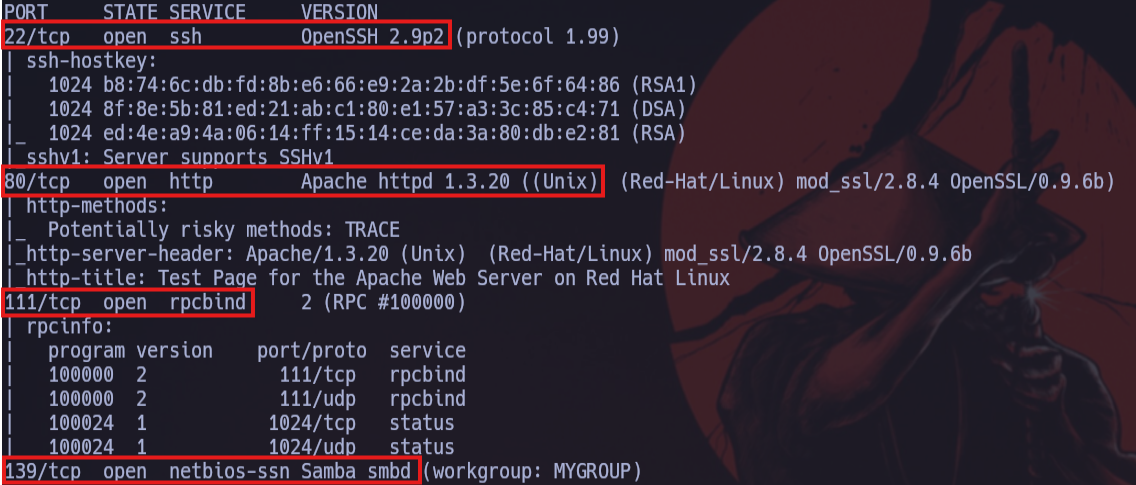 PORT STATE SERVICE VERSION
22/tcp open ssh OpenSSH 2.9p2 (protocol 1.99)
| ssh-hostkey:
| 1024 b8:74:6c:db:fd:8b:e6:66:e9:2a:2b:df:5e:6f:64:86 (RSA1)
| 1024 8f:8e:5b:81:ed:21:ab:c1:80:e1:57:a3:3c:85:c4:71 (DSA)
|_ 1024 ed:4e:a9:4a:06:14:ff:15:14:ce:da:3a:80:db:e2:81 (RSA)
|_sshv1: Server supports SSHv1
80/tcp open http Apache httpd 1.3.20 ((Unix) (Red-Hat/Linux) mod_ssl/2.8.4 OpenSSL/0.9.6b)
| http-methods:
|_ Potentially risky methods: TRACE
|_http-server-header: Apache/1.3.20 (Unix) (Red-Hat/Linux) mod_ssl/2.8.4 OpenSSL/0.9.6b
|_http-title: Test Page for the Apache Web Server on Red Hat Linux
111/tcp open rpcbind 2 (RPC #100000)
| rpcinfo:
| program version port/proto service
| 100000 2 111/tcp rpcbind
| 100000 2 111/udp rpcbind
| 100024 1 1024/tcp status
|_ 100024 1 1024/udp status
139/tcp open netbios-ssn Samba smbd (workgroup: MYGROUP)